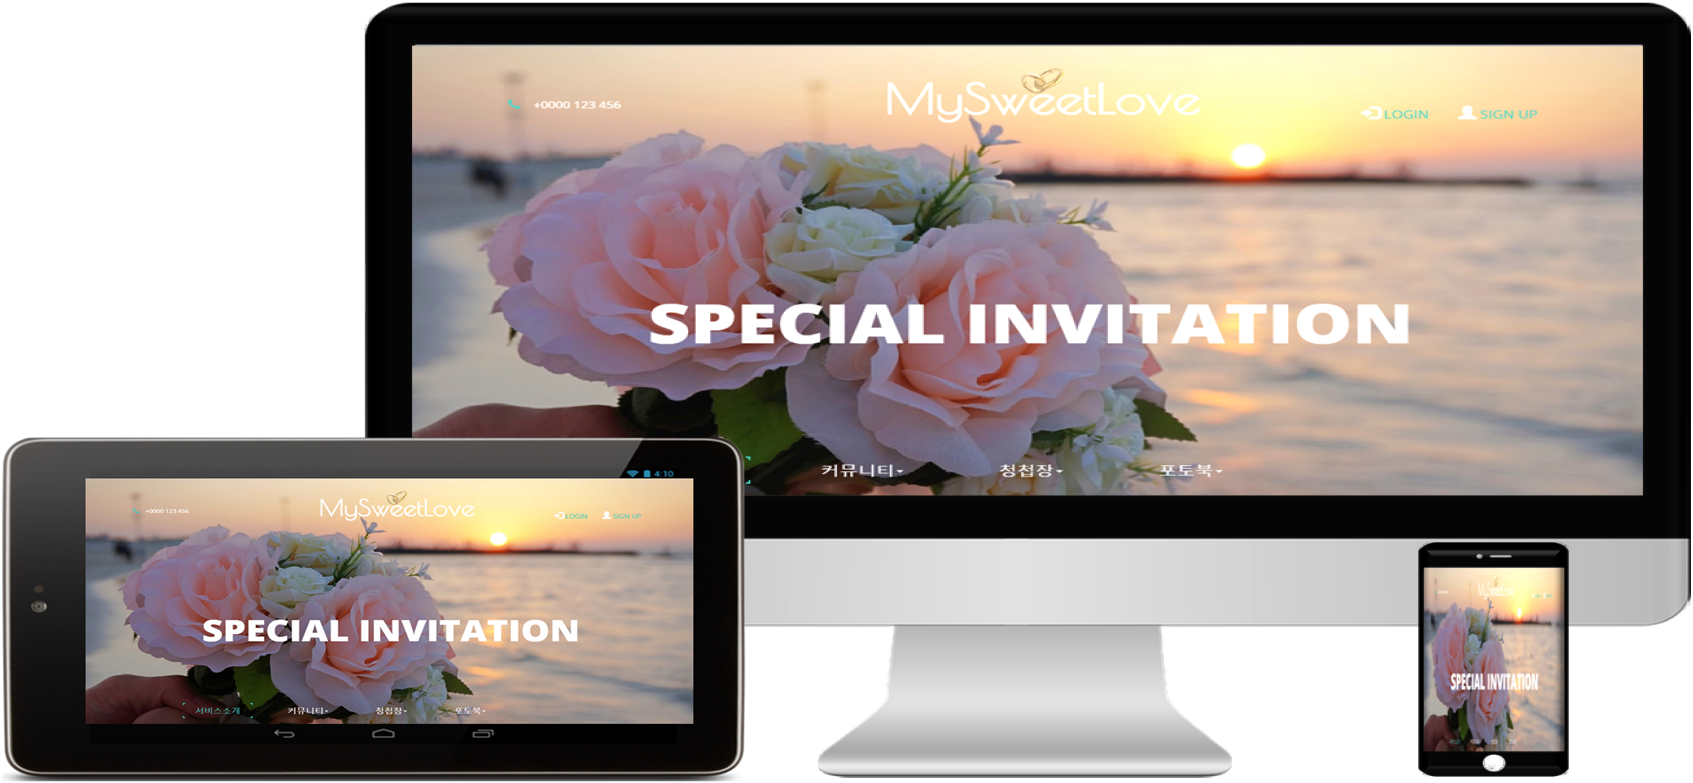 +0000 123 456
MySweetLove
LOGIN
SIGN UP
SPECIAL INVITATION
커뮤니티
청첩장
포토북
4:10
+0000 123 456
MySweetLove
LOGIN
SIGN UP
SPECIAL INVITATION
서비스소개
커뮤니티
청첩장
포토북
MySweetLove
SPECIAL INVITATION